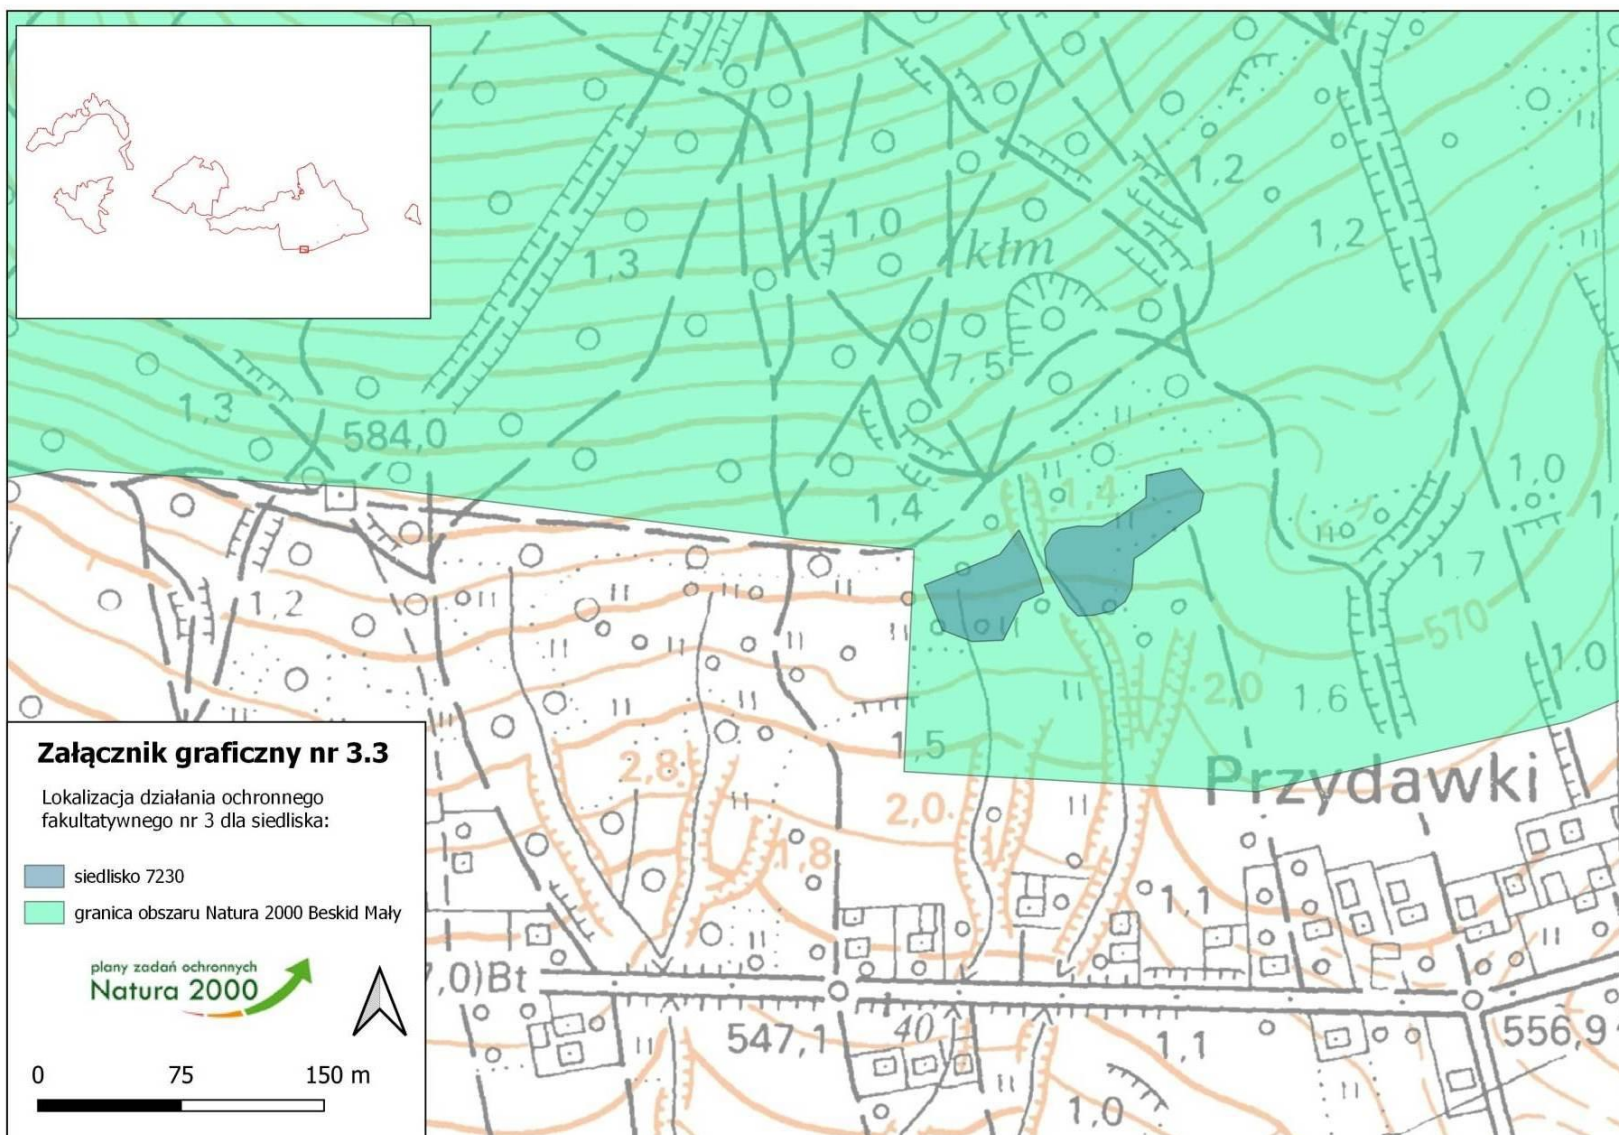 1,2
1,0
kłm
1,2
1,3
7,5
1,3
584,0
1,0
1,4
1,4
1,7
1,2
570
1,0
2,0
1,6
1,5
Przydawki
2,8
2,0
1,8
1,1
7,0)Bt
547,1
40
1,1
556,9
1,0
Załącznik graficzny nr 3.3
Lokalizacja działania ochronnego
fakultatywnego nr 3 dla siedliska:
siedlisko 7230
granica obszaru Natura 2000 Beskid Mały
plany zadań ochronnych
Natura 2000
0 75 150 m